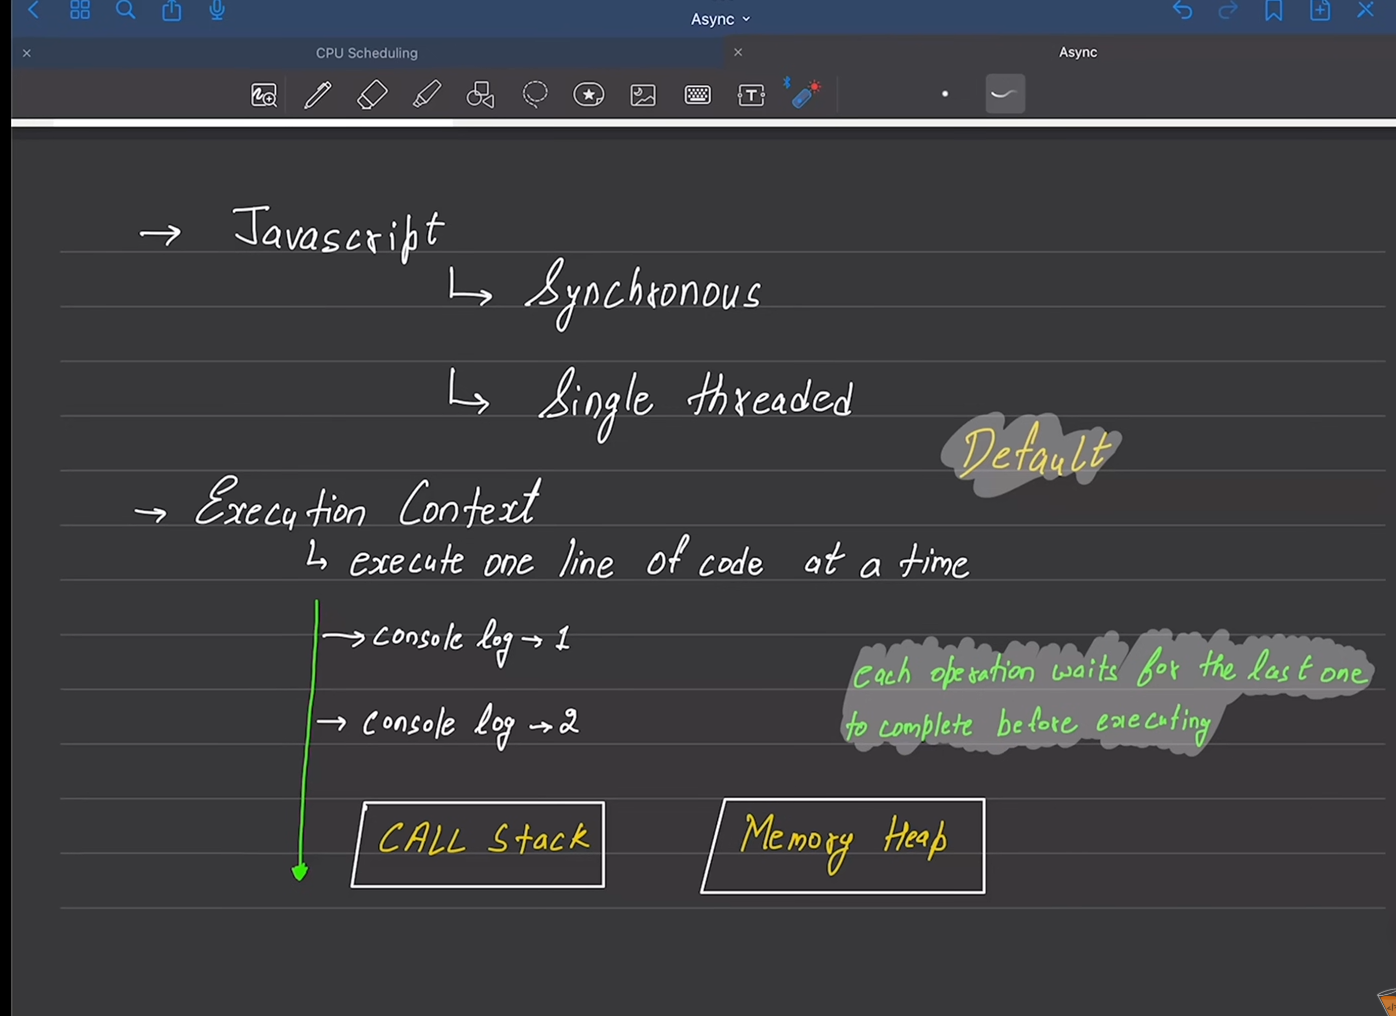 Async
CPU Scheduling
Async
→ Javascript
↳ Synchronous
↳ Single threaded
Default
→ Execution Context
↳ execute one line of code at a time
→ console log → 1
→ console log → 2
each operation waits for the last one
to complete before executing
CALL Stack
Memory Heap